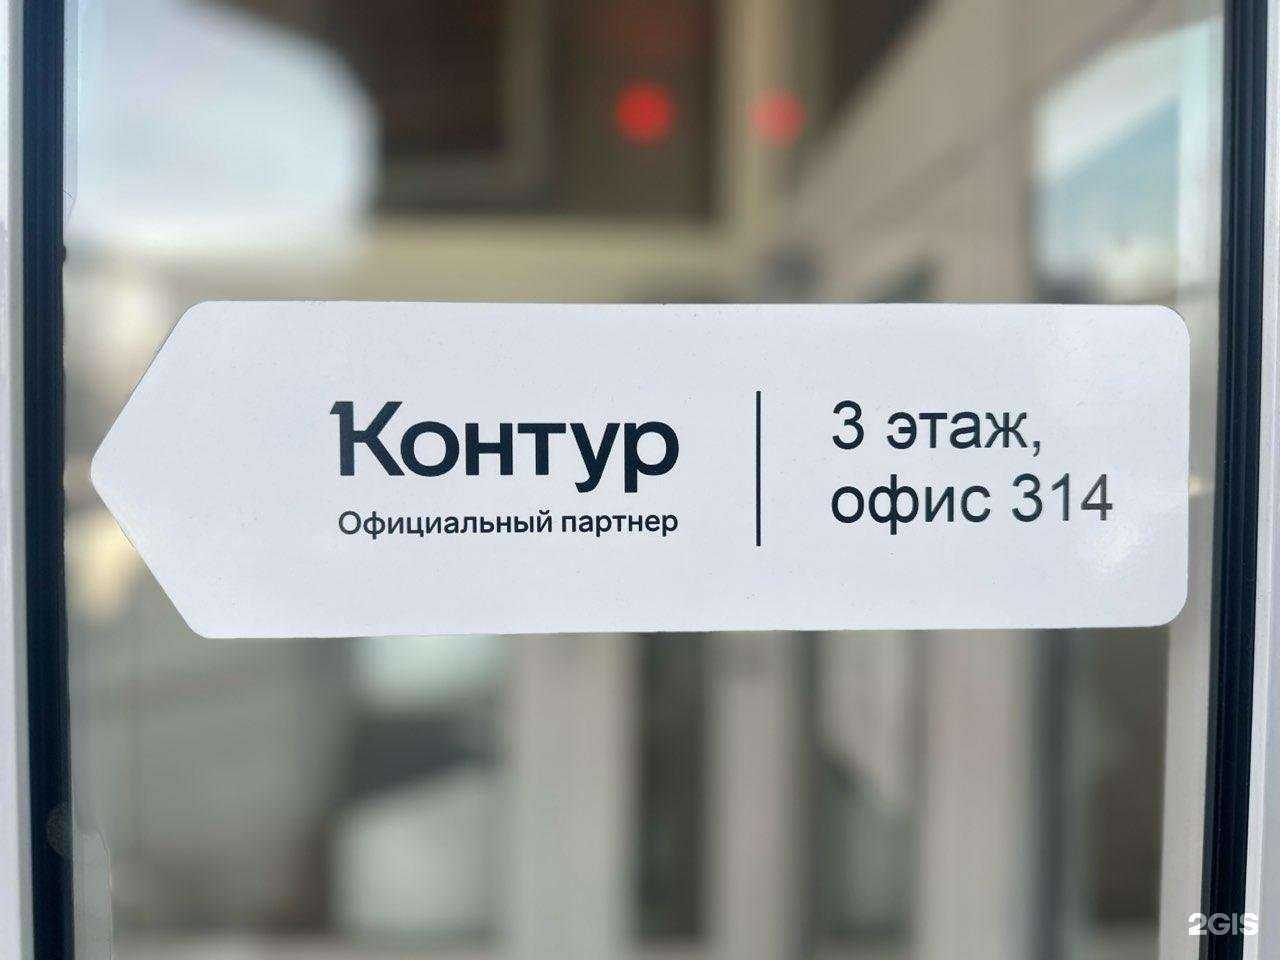 Контур
Официальный партнер
3 этаж,
офис 314
2GIS